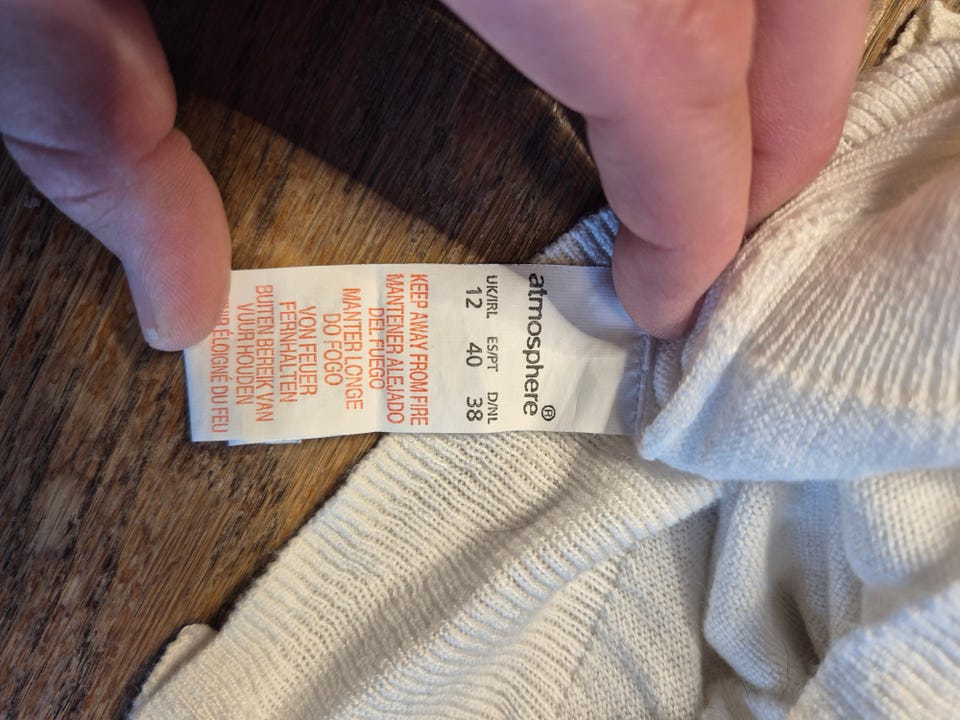 atmosphere®
UK/IRL ES/PT D/NL
12 40 38
KEEP AWAY FROM FIRE
MANTENER ALEJADO
DEL FUEGO
MANTER LONGE
DO FOGO
VON FEUER
FERNHALTEN
BUITEN BEREIK VAN
VUUR HOUDEN
ÉLOIGNÉ DU FEU